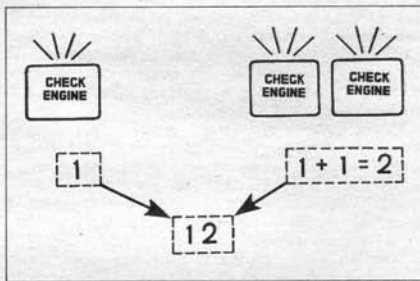 CHECK
ENGINE
CHECK
ENGINE
CHECK
ENGINE
1
1 + 1 = 2
12